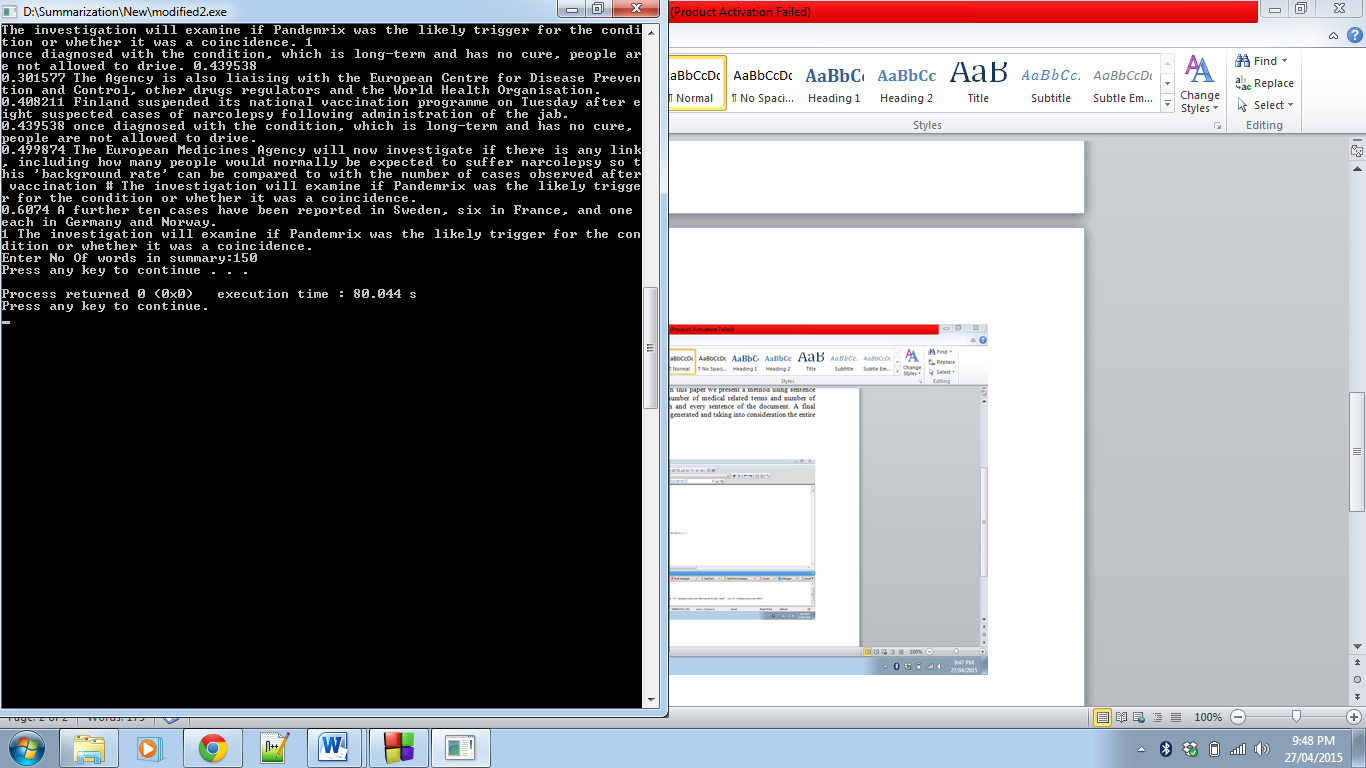 D:\Summarization\New\modified2.exe
The investigation will examine if Pandemrix was the likely trigger for the condi
tion or whether it was a coincidence. 1
once diagnosed with the condition, which is long-term and has no cure, people ar
e not allowed to drive. 0.439538
0.301577 The Agency is also liaising with the European Centre for Disease Preven
tion and Control, other drugs regulators and the World Health Organisation.
0.408211 Finland suspended its national vaccination programme on Tuesday after e
ight suspected cases of narcolepsy following administration of the jab.
0.439538 once diagnosed with the condition, which is long-term and has no cure,
people are not allowed to drive.
0.499874 The European Medicines Agency will now investigate if there is any link
, including how many people would normally be expected to suffer narcolepsy so t
his 'background rate' can be compared to with the number of cases observed after
vaccination # The investigation will examine if Pandemrix was the likely trigge
r for the condition or whether it was a coincidence.
0.6074 A further ten cases have been reported in Sweden, six in France, and one
each in Germany and Norway.
1 The investigation will examine if Pandemrix was the likely trigger for the con
dition or whether it was a coincidence.
Enter No Of words in summary:150
Press any key to continue . . .
Process returned 0 (0x0)   execution time : 80.044 s
Press any key to continue.
(Product Activation Failed)
AaBbCcDc AaBbCcDc AaBbCc AaBbCc AaB AaBbCc. AaBbCcDc
¶ Normal ¶ No Spaci... Heading 1 Heading 2 Title Subtitle Subtle Em...
Change Styles
Find
Replace
Select
Styles
Editing
(Product Activation Failed)
AaBbCcDc AaBbCcDc AaBbCc AaBbCc AaB AaBbCc. AaBbCcDc
¶ Normal ¶ No Spaci... Heading 1 Heading 2 Title Subtitle Subtle Em...
Change Styles
Find
Replace
Select
Styles
Editing
this paper we present a method using sentence
number of medical related terms and number of
and every sentence of the document. A final
generated and taking into consideration the entire
100%
9:47 PM
27/04/2015
Page: 2 of 2 Words: 175
100%
9:48 PM
27/04/2015